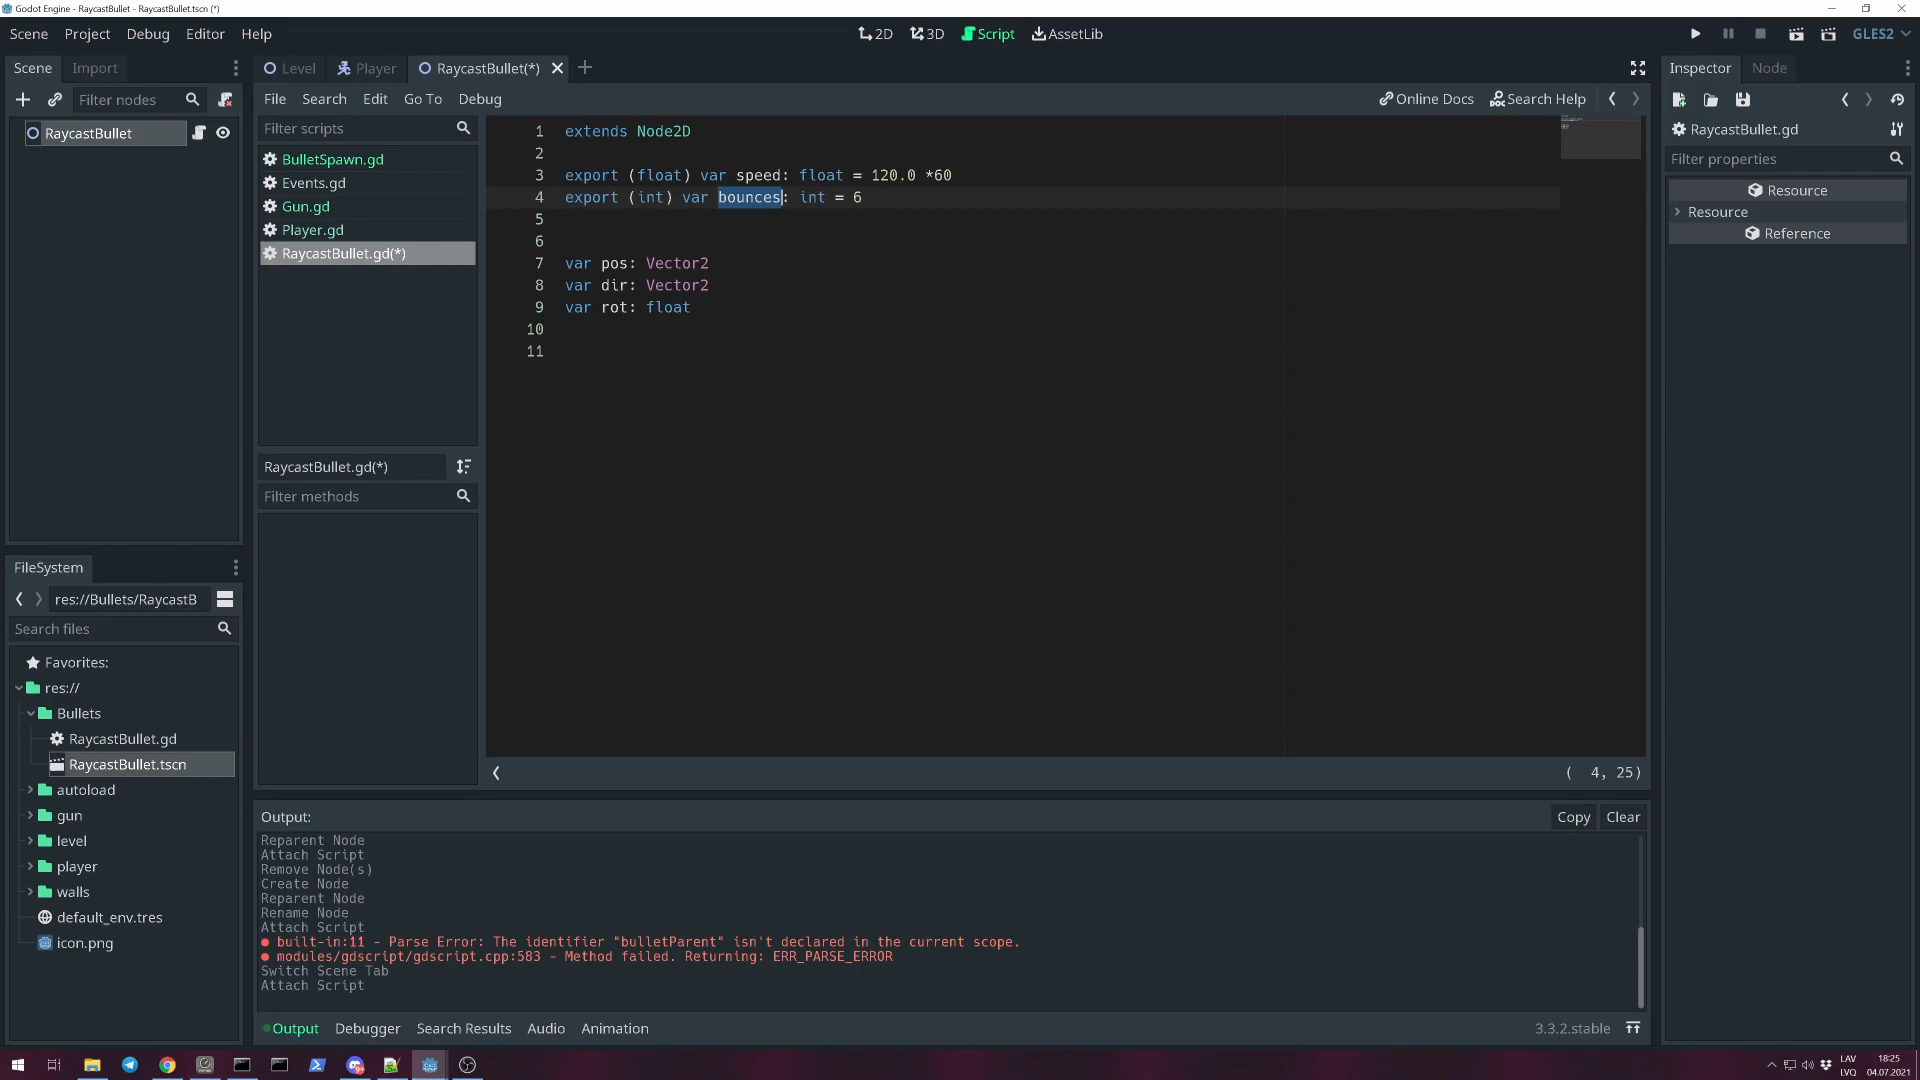 Godot Engine - RaycastBullet - RaycastBullet.tscn (*)
Scene Project Debug Editor Help
2D 3D Script AssetLib
GLES2
Scene Import
Filter nodes
RaycastBullet
Level Player RaycastBullet(*)
File Search Edit Go To Debug
Online Docs Search Help
Filter scripts
BulletSpawn.gd
Events.gd
Gun.gd
Player.gd
RaycastBullet.gd(*)
RaycastBullet.gd(*)
Filter methods
1 extends Node2D
2
3 export (float) var speed: float = 120.0 *60
4 export (int) var bounces: int = 6
5
6
7 var pos: Vector2
8 var dir: Vector2
9 var rot: float
10
11
( 4, 25)
Inspector Node
RaycastBullet.gd
Filter properties
Resource
Resource
Reference
FileSystem
res://Bullets/RaycastB
Search files
Favorites:
res://
Bullets
RaycastBullet.gd
RaycastBullet.tscn
autoload
gun
level
player
walls
default_env.tres
icon.png
Output:
Copy Clear
Reparent Node
Attach Script
Remove Node(s)
Create Node
Reparent Node
Rename Node
Attach Script
built-in:11 - Parse Error: The identifier "bulletParent" isn't declared in the current scope.
modules/gdscript/gdscript.cpp:583 - Method failed. Returning: ERR_PARSE_ERROR
Switch Scene Tab
Attach Script
Output Debugger Search Results Audio Animation
3.3.2.stable
LAV 18:25
LVQ 04.07.2021